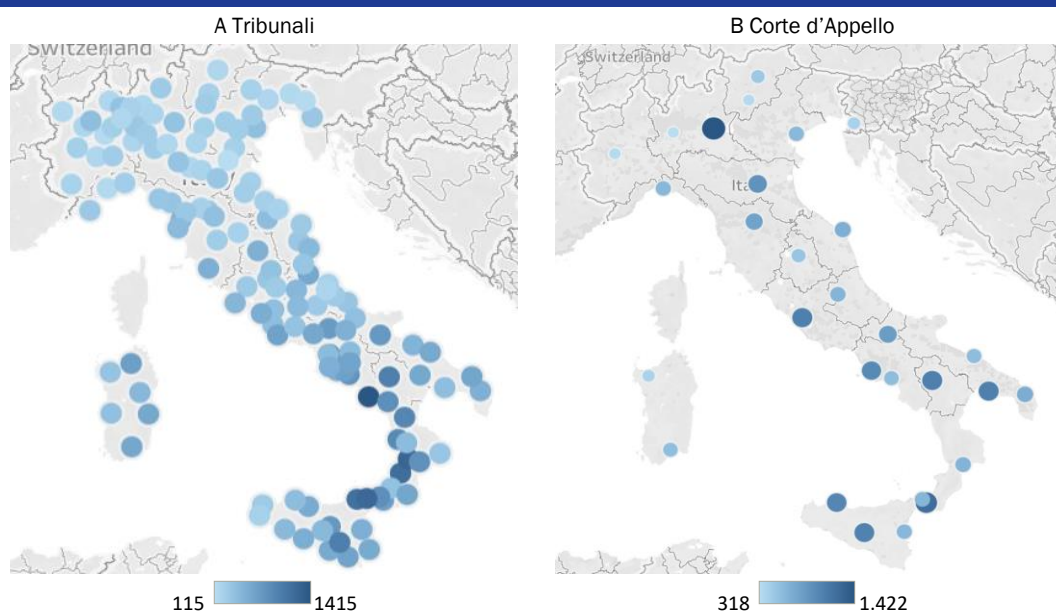 A Tribunali
B Corte d'Appello
Switzerland
Switzerland
Ita
115
1415
318
1.422